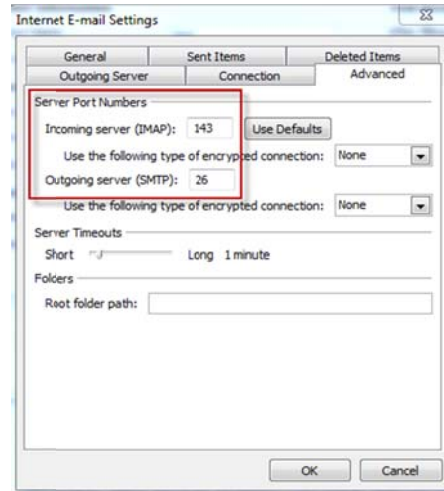 Internet E-mail Settings
General Sent Items Deleted Items
Outgoing Server Connection Advanced
Server Port Numbers
Incoming server (IMAP): 143 Use Defaults
Use the following type of encrypted connection: None
Outgoing server (SMTP): 26
Use the following type of encrypted connection: None
Server Timeouts
Short Long 1 minute
Folders
Root folder path:
OK Cancel